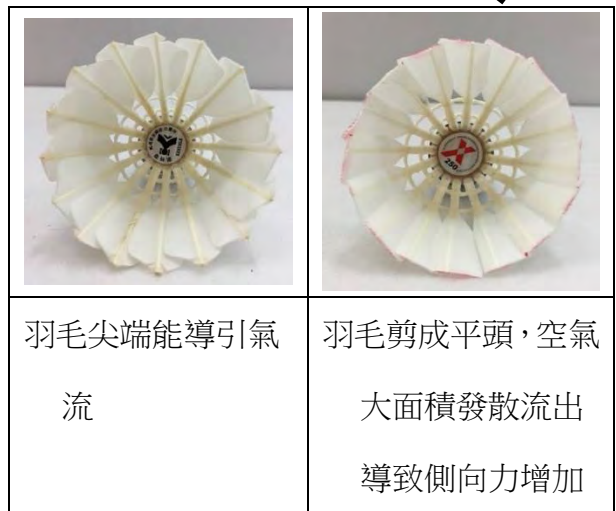 羽毛尖端能導引氣
流
羽毛剪成平頭，空氣
大面積發散流出
導致側向力增加